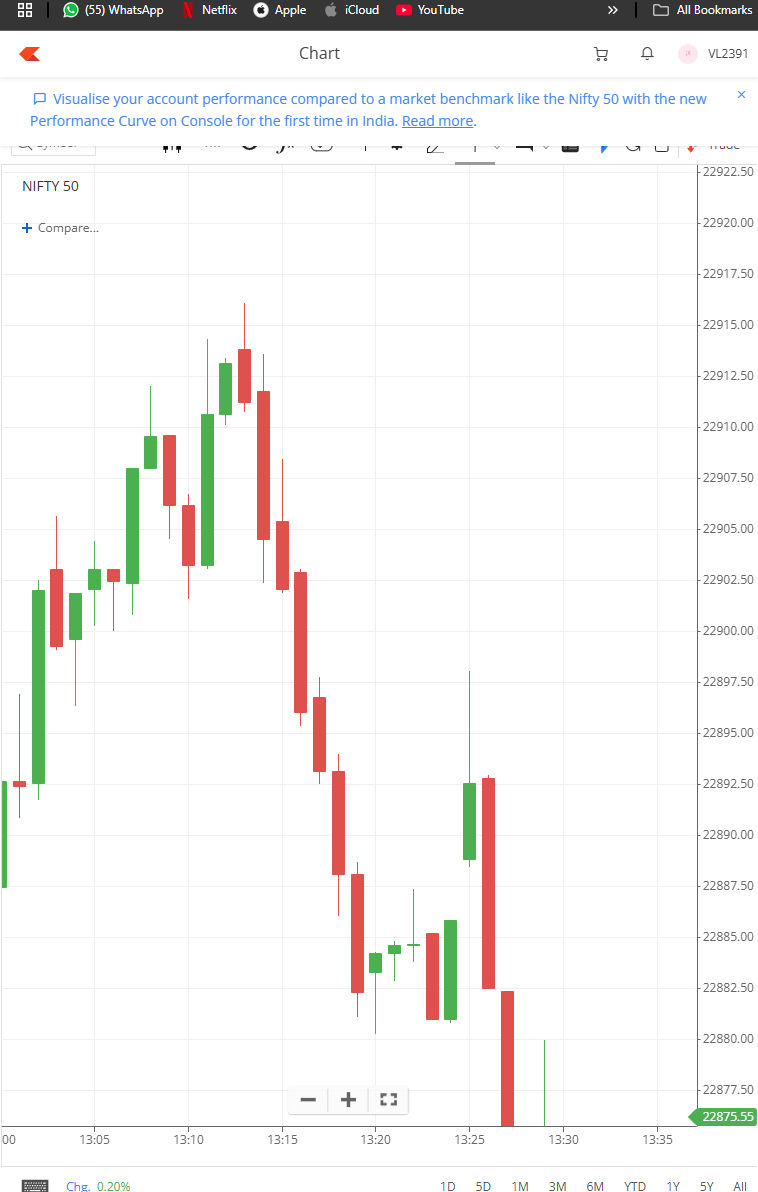 (55) WhatsApp Netflix Apple iCloud YouTube » All Bookmarks
Chart VL2391
Visualise your account performance compared to a market benchmark like the Nifty 50 with the new
Performance Curve on Console for the first time in India. Read more.
NIFTY 50
+ Compare...
22922.50
22920.00
22917.50
22915.00
22912.50
22910.00
22907.50
22905.00
22902.50
22900.00
22897.50
22895.00
22892.50
22890.00
22887.50
22885.00
22882.50
22880.00
22877.50
22875.55
:00 13:05 13:10 13:15 13:20 13:25 13:30 13:35
Chg. 0.20% 1D 5D 1M 3M 6M YTD 1Y 5Y All